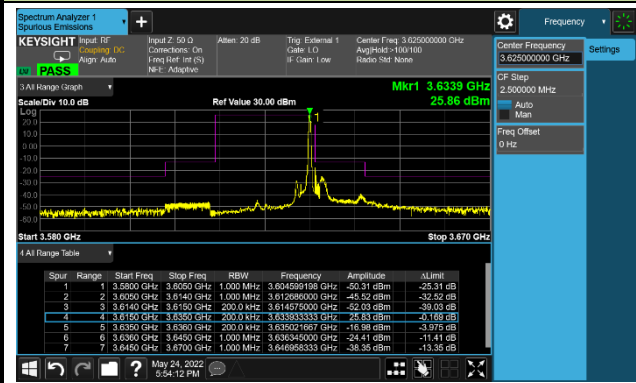 Spectrum Analyzer 1
Spurious Emissions
Frequency
KEYSIGHT
Input: RF
Coupling: DC
Align: Auto
Input Z: 50 Ω
Corrections: On
Freq Ref: Int (S)
NFE: Adaptive
Atten: 20 dB
Trig: External 1
Gate: LO
IF Gain: Low
Center Freq: 3.625000000 GHz
Avg|Hold:>100/100
Radio Std: None
PASS
Center Frequency
3.625000000 GHz
Settings
CF Step
2.500000 MHz
Auto
Man
Freq Offset
0 Hz
3 All Range Graph
Mkr1 3.6339 GHz
25.86 dBm
Scale/Div 10.0 dB
Ref Value 30.00 dBm
Log
20.0
10.0
0.00
-10.0
-20.0
-30.0
-40.0
-50.0
-60.0
1
Start 3.580 GHz
Stop 3.670 GHz
4 All Range Table
Spur Range Start Freq Stop Freq RBW Frequency Amplitude ΔLimit
1 1 3.5800 GHz 3.6050 GHz 1.000 MHz 3.604599198 GHz -50.31 dBm -25.31 dB
2 2 3.6050 GHz 3.6140 GHz 1.000 MHz 3.612686000 GHz -45.52 dBm -32.52 dB
3 3 3.6140 GHz 3.6150 GHz 200.0 kHz 3.614575000 GHz -52.03 dBm -39.03 dB
4 4 3.6150 GHz 3.6350 GHz 200.0 kHz 3.633933333 GHz 25.83 dBm -0.169 dB
5 5 3.6350 GHz 3.6360 GHz 200.0 kHz 3.635021667 GHz -16.98 dBm -3.975 dB
6 6 3.6360 GHz 3.6450 GHz 1.000 MHz 3.636345000 GHz -24.41 dBm -11.41 dB
7 7 3.6450 GHz 3.6700 GHz 1.000 MHz 3.646958333 GHz -38.35 dBm -13.35 dB
May 24, 2022
5:54:12 PM